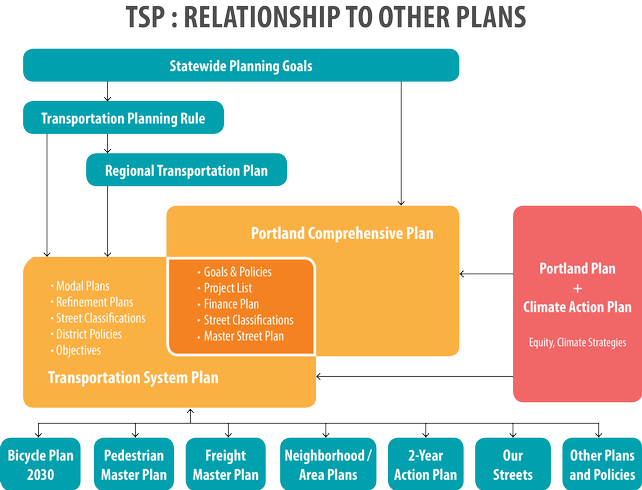 TSP : RELATIONSHIP TO OTHER PLANS
Statewide Planning Goals
Transportation Planning Rule
Regional Transportation Plan
Portland Comprehensive Plan
• Goals & Policies
• Project List
• Finance Plan
• Street Classifications
• Master Street Plan
• Modal Plans
• Refinement Plans
• Street Classifications
• District Policies
• Objectives
Transportation System Plan
Portland Plan
+
Climate Action Plan
Equity, Climate Strategies
Bicycle Plan
2030
Pedestrian
Master Plan
Freight
Master Plan
Neighborhood /
Area Plans
2-Year
Action Plan
Our
Streets
Other Plans
and Policies